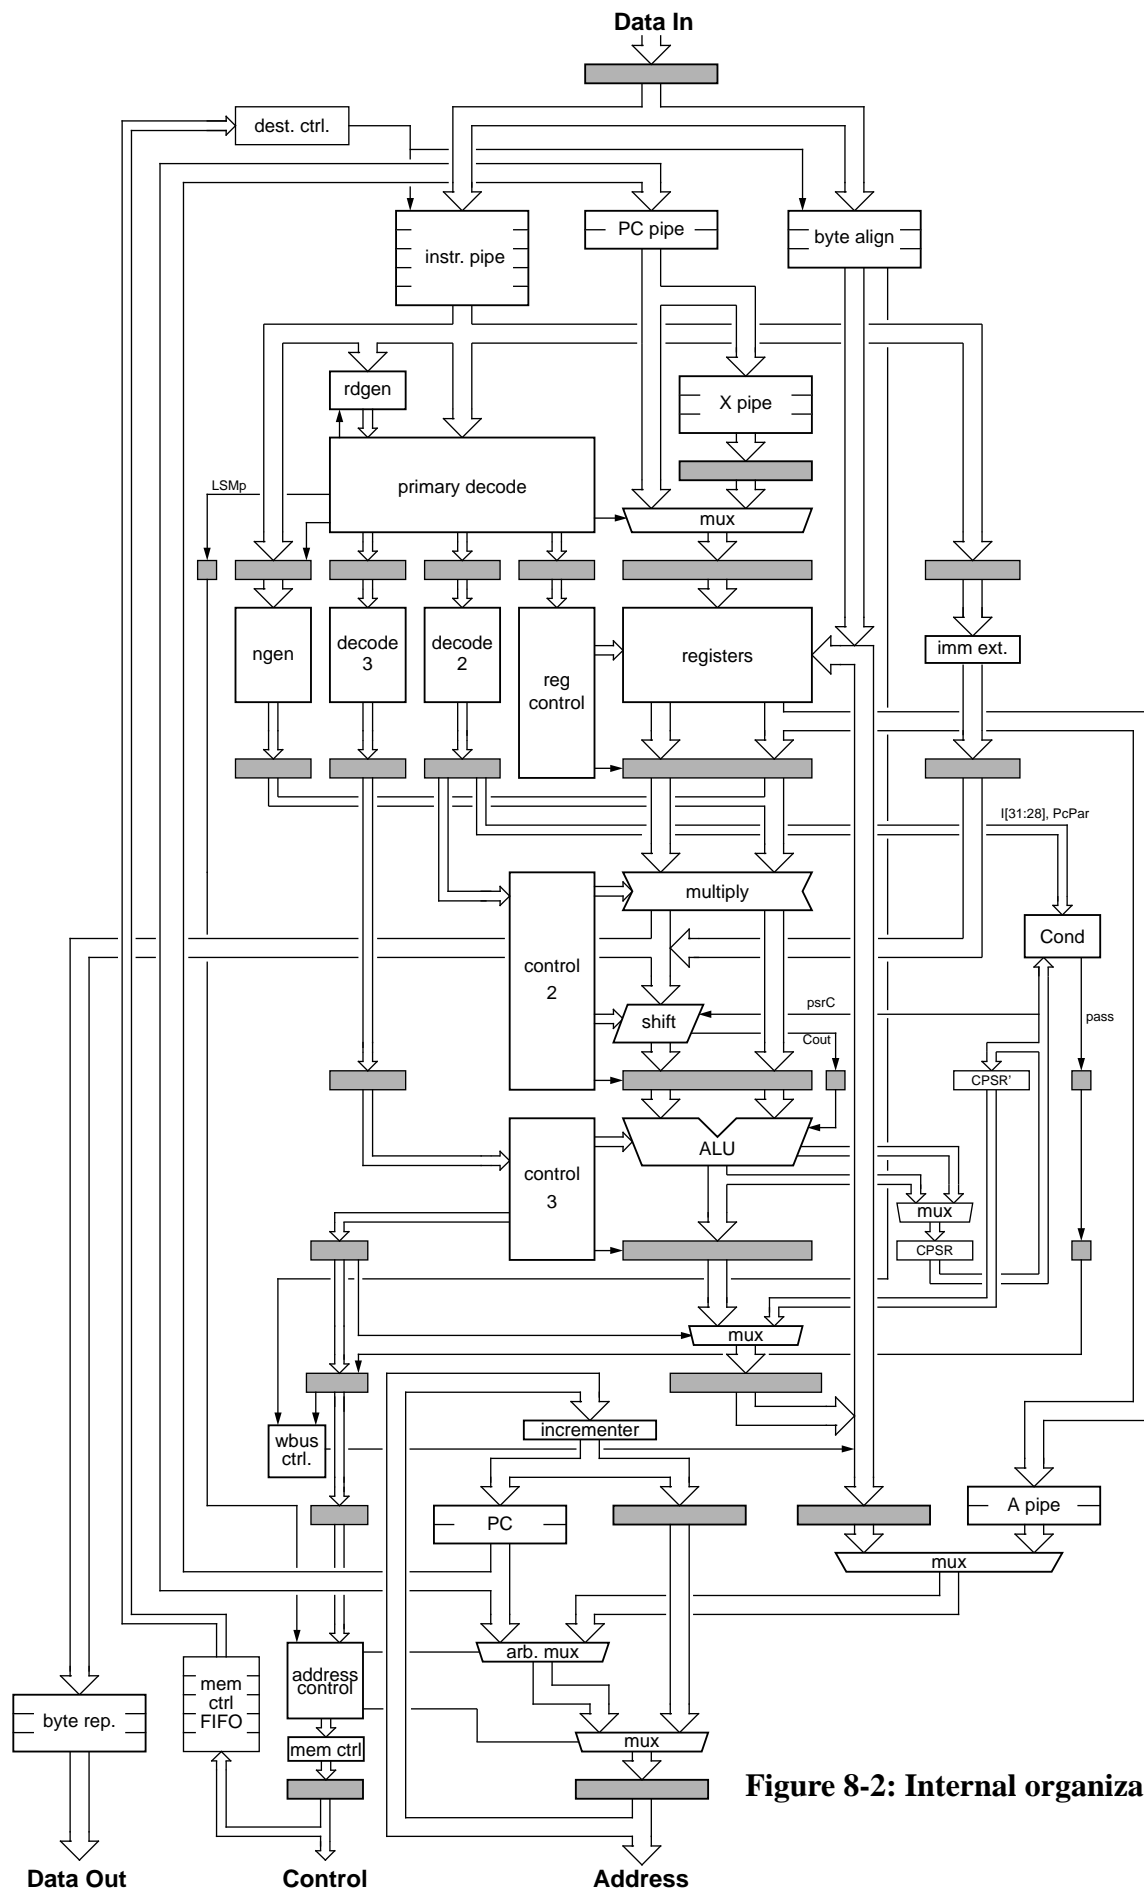 Data In
dest. ctrl.
instr. pipe
PC pipe
byte align
rdgen
X pipe
primary decode
LSMp
mux
ngen
decode
3
decode
2
reg
control
registers
imm ext.
I[31:28], PcPar
multiply
Cond
control
2
psrC
shift
pass
Cout
CPSR'
ALU
control
3
mux
CPSR
mux
incrementer
wbus
ctrl.
PC
A pipe
mux
arb. mux
address
control
mem
ctrl
FIFO
byte rep.
mem ctrl
mux
Figure 8-2: Internal organiza
Data Out
Control
Address